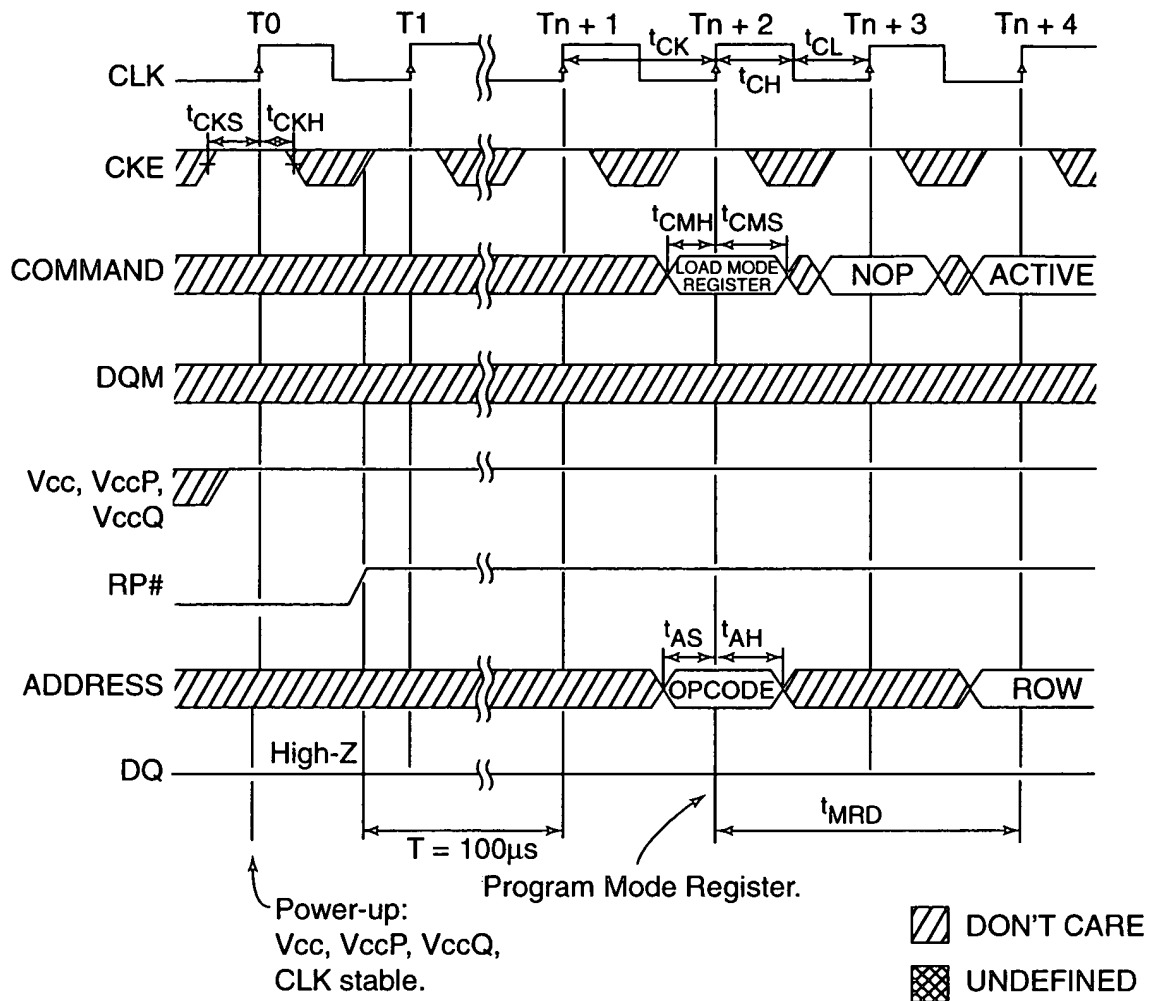 T0 T1 Tn + 1 Tn + 2 Tn + 3 Tn + 4
tCK tCL
CLK
tCH
tCKS tCKH
CKE
tCMH tCMS
COMMAND
LOAD MODE
REGISTER
NOP
ACTIVE
DQM
Vcc, VccP,
VccQ
RP#
tAS tAH
ADDRESS
OPCODE
ROW
High-Z
DQ
tMRD
T = 100μs
Program Mode Register.
Power-up:
Vcc, VccP, VccQ,
CLK stable.
DON'T CARE
UNDEFINED